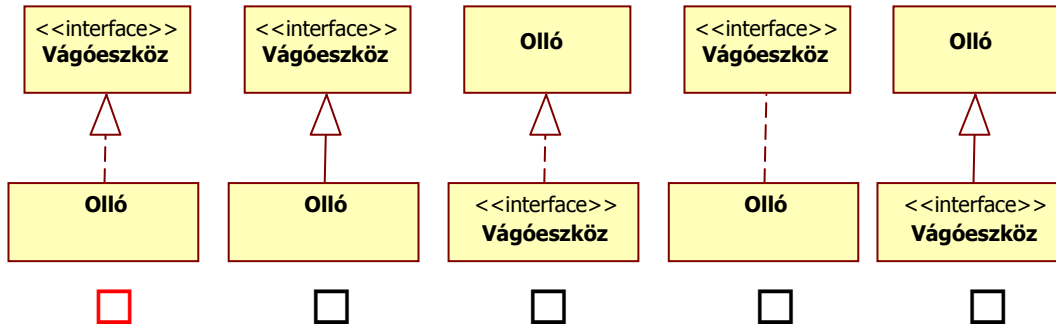 <<interface>>
Vágóeszköz
<<interface>>
Vágóeszköz
Olló
<<interface>>
Vágóeszköz
Olló
Olló
Olló
<<interface>>
Vágóeszköz
Olló
<<interface>>
Vágóeszköz